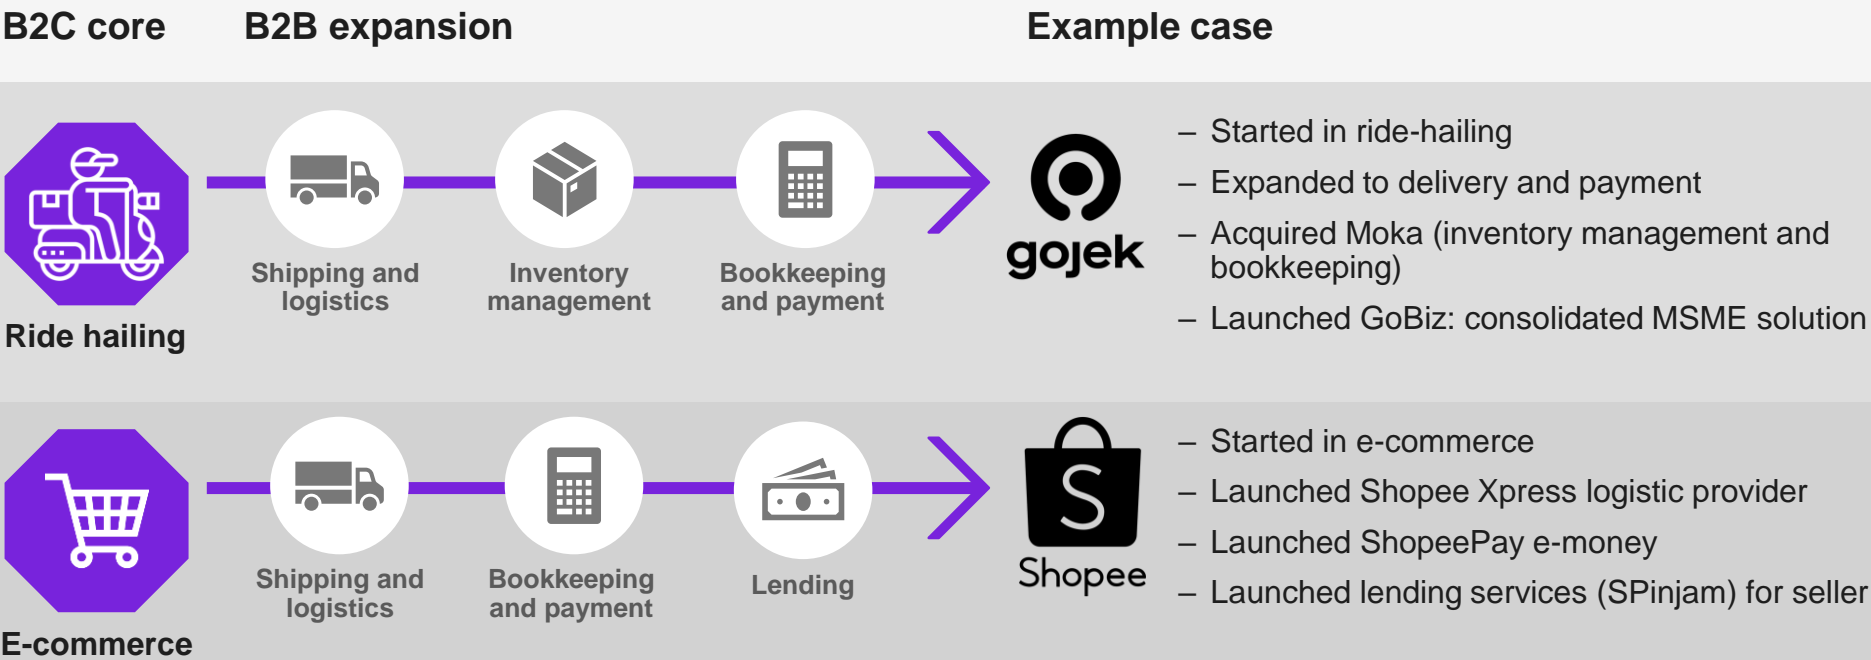 B2C core
B2B expansion
Example case
Ride hailing
Shipping and
logistics
Inventory
management
Bookkeeping
and payment
gojek
– Started in ride-hailing
– Expanded to delivery and payment
– Acquired Moka (inventory management and
bookkeeping)
– Launched GoBiz: consolidated MSME solution
E-commerce
Shipping and
logistics
Bookkeeping
and payment
Lending
S
Shopee
– Started in e-commerce
– Launched Shopee Xpress logistic provider
– Launched ShopeePay e-money
– Launched lending services (SPinjam) for seller